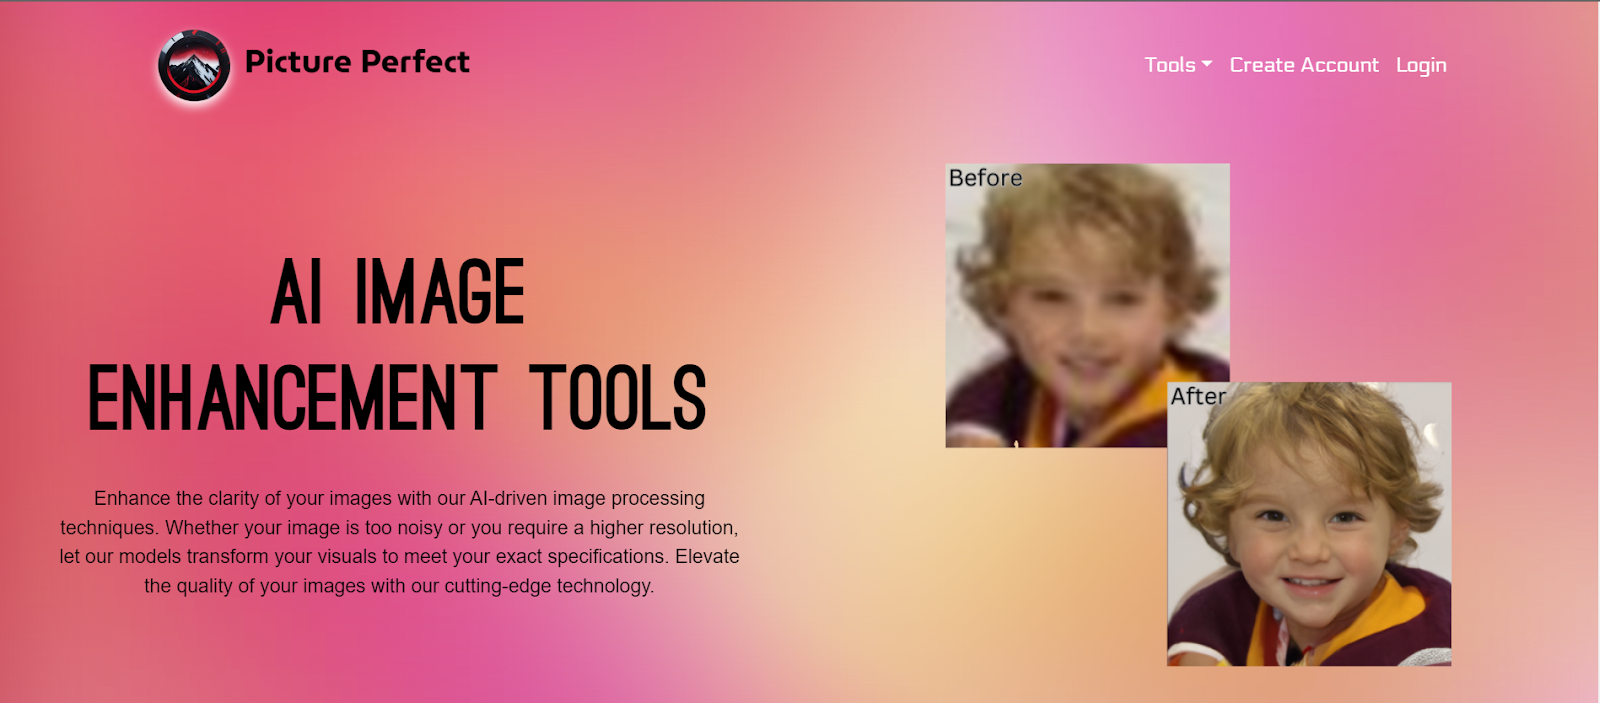 Picture Perfect
Tools Create Account Login
Before
AI IMAGE
ENHANCEMENT TOOLS
After
Enhance the clarity of your images with our AI-driven image processing
techniques. Whether your image is too noisy or you require a higher resolution,
let our models transform your visuals to meet your exact specifications. Elevate
the quality of your images with our cutting-edge technology.